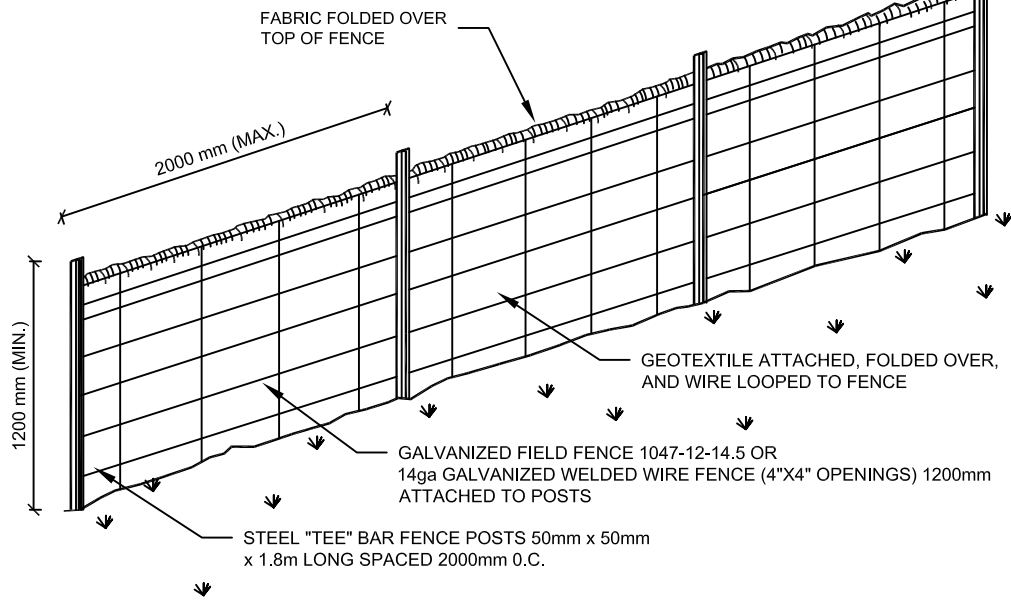 FABRIC FOLDED OVER
TOP OF FENCE
2000 mm (MAX.)
1200 mm (MIN.)
GEOTEXTILE ATTACHED, FOLDED OVER,
AND WIRE LOOPED TO FENCE
GALVANIZED FIELD FENCE 1047-12-14.5 OR
14ga GALVANIZED WELDED WIRE FENCE (4"X4" OPENINGS) 1200mm
ATTACHED TO POSTS
STEEL "TEE" BAR FENCE POSTS 50mm x 50mm
x 1.8m LONG SPACED 2000mm 0.C.